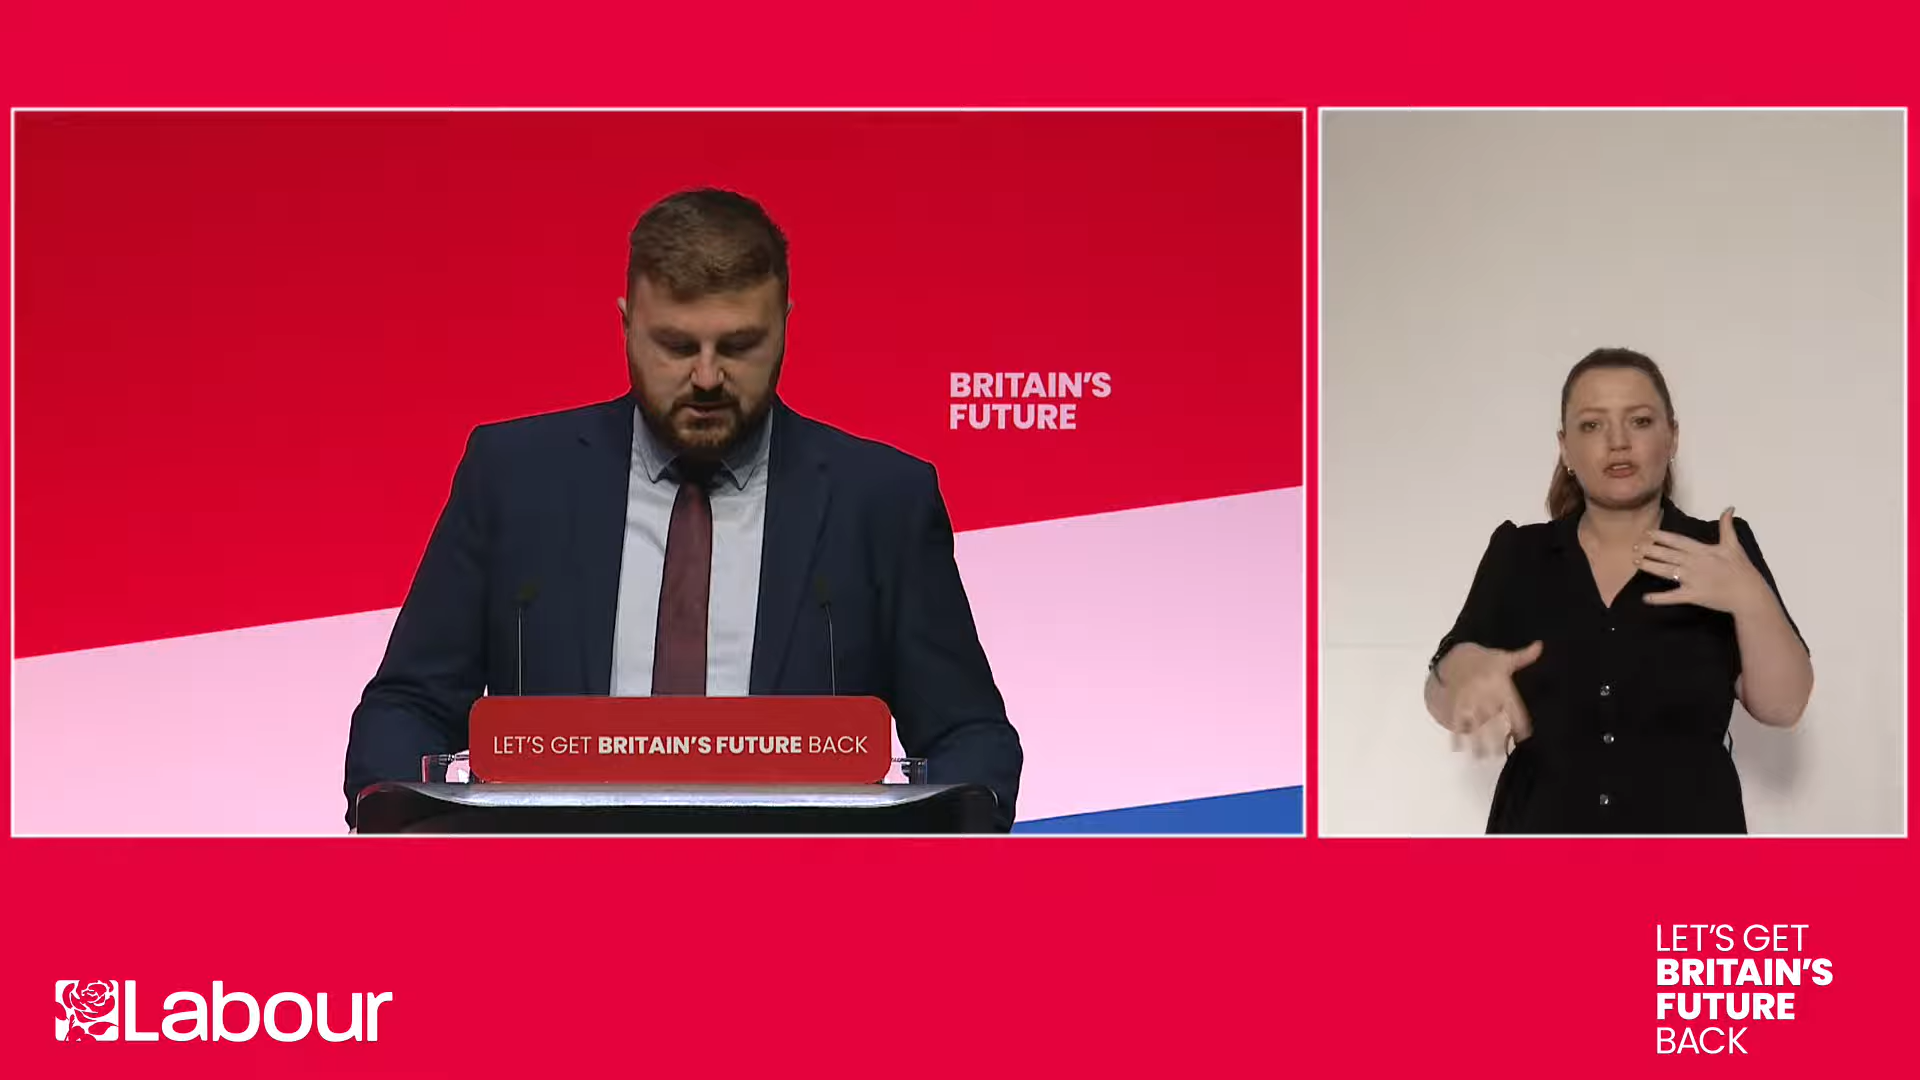 BRITAIN'S
FUTURE
LET'S GET BRITAIN'S FUTURE BACK
Labour
LET'S GET
BRITAIN'S
FUTURE
BACK